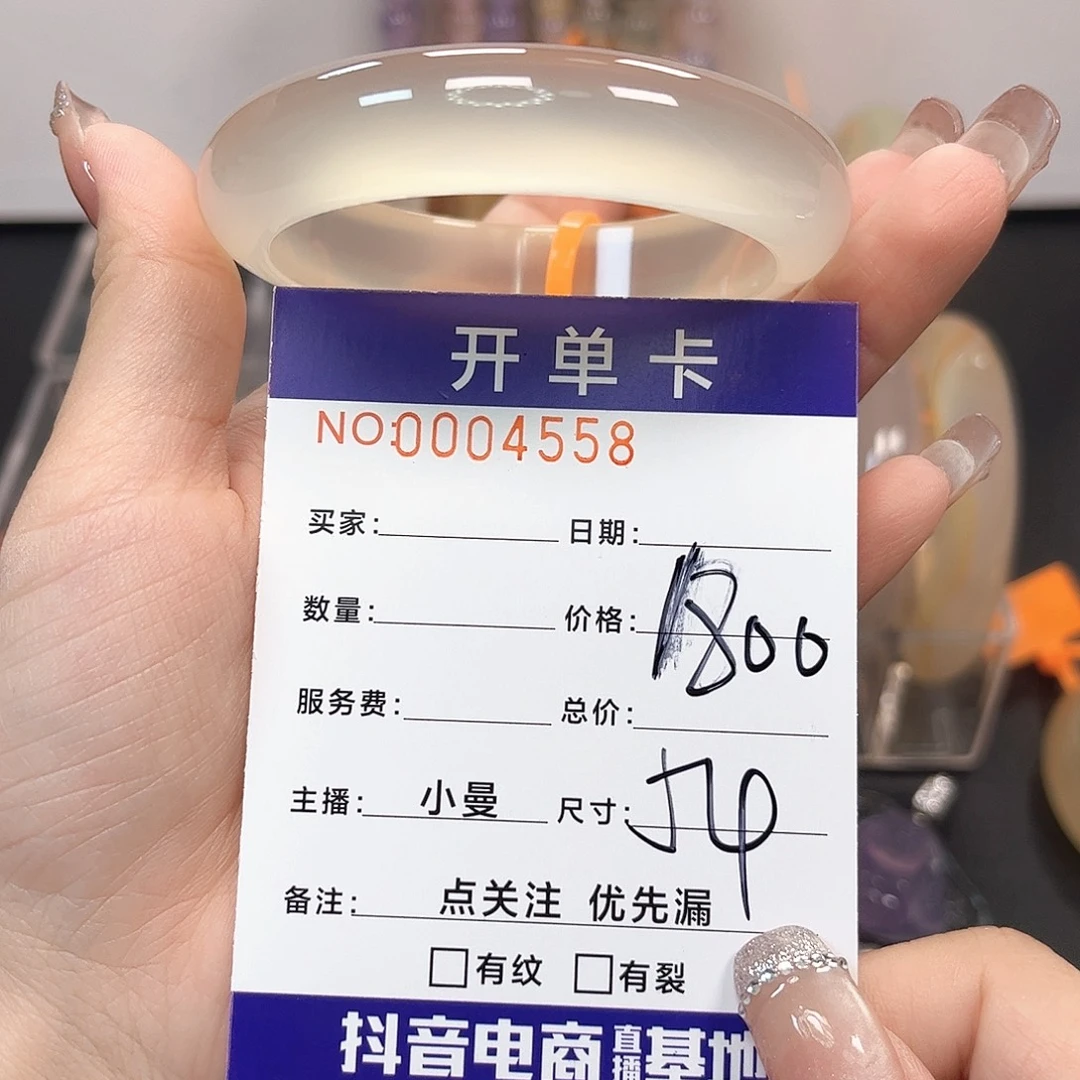 开单卡
NO:0004558
买家: 日期:
数量: 价格: 1800
服务费: 总价:
主播: 小曼 尺寸: 54
备注: 点关注 优先漏
□有纹 □有裂
抖音电商直播基地